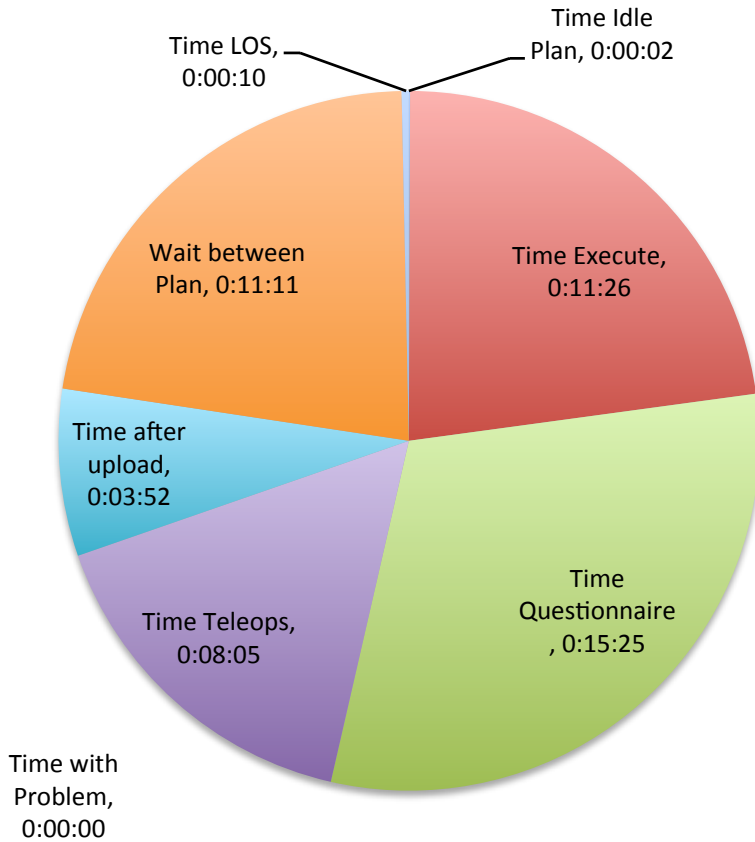 Time Idle
Plan, 0:00:02
Time LOS,
0:00:10
Wait between
Plan, 0:11:11
Time Execute,
0:11:26
Time after
upload,
0:03:52
Time
Questionnaire
, 0:15:25
Time Teleops,
0:08:05
Time with
Problem,
0:00:00